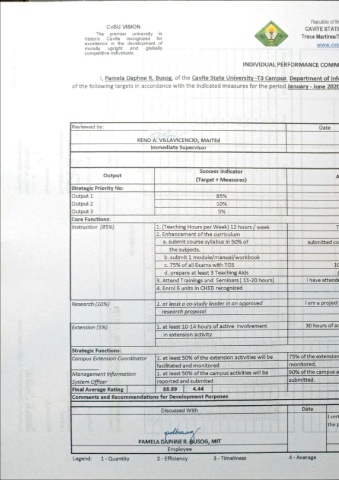 CvSU VISION
The premier university in
historic Cavite recognized for
excellence in the development of
morally upright and globally
competitive individuals.
Republic of the
CAVITE STATE
Trece Martires
INDIVIDUAL PERFORMANCE COMM
I, Pamela Daphne R. Busog, of the Cavite State University -T3 Campus Department of Inf
of the following targets in accordance with the indicated measures for the period January - June 2020
Reviewed by: Date
KENO A. VILLAVICENCIO, MAITEd
Immediate Supervisor
Output Success Indicator A
(Target + Measures)
Strategic Priority No:
Output 1 85%
Output 2 10%
Output 3 5%
Core Functions:
Instruction (85%) 1. (Teaching Hours per Week) 12 hours / week
2. Enhancement of the curriculum
a. submit course syllabus in 50% of submitted co
the subjects.
b. submit 1 module/manual/workbook
c. 75% of all Exams with TOS 10
d. prepare at least 3 Teaching Aids
3. Attend Trainings and Seminars ( 15-20 hours) I have attend
4. Enrol 6 units in CHED recognized
Research (10%) 1. at least a co-study leader in an approved I am a project
research proposal
Extension (5%) 1. at least 10-14 hours of active involvement 30 hours of ac
in extension activity
Strategic Functions:
Campus Extension Coordinator 1. at least 50% of the extension activities will be 75% of the extension
facilitated and monitored monitored.
Management Information 1. at least 50% of the campus activities will be 90% of the campus a
System Officer reported and submitted submitted.
Final Average Rating 88.89 4.44
Comments and Recommendations for Development Purposes
Discussed With Date
I cert
the p
PAMELA DAPHNE R. BUSOG, MIT
Employee
Legend: 1 - Quantity 2 - Efficiency 3 - Timeliness 4 - Average